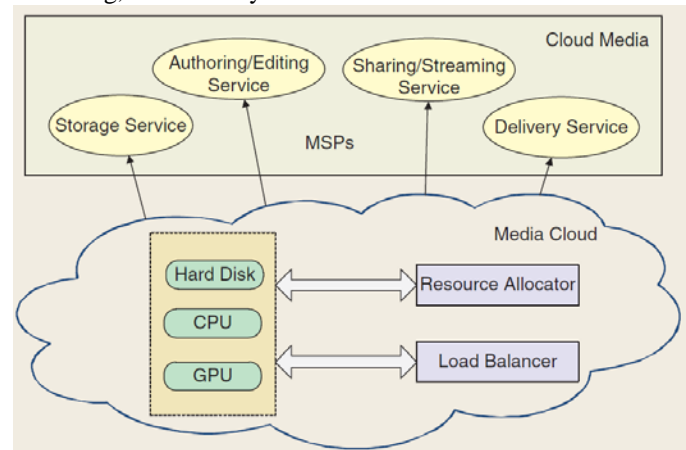 Cloud Media
Authoring/Editing
Service
Sharing/Streaming
Service
Storage Service
Delivery Service
MSPs
Media Cloud
Hard Disk
Resource Allocator
CPU
Load Balancer
GPU